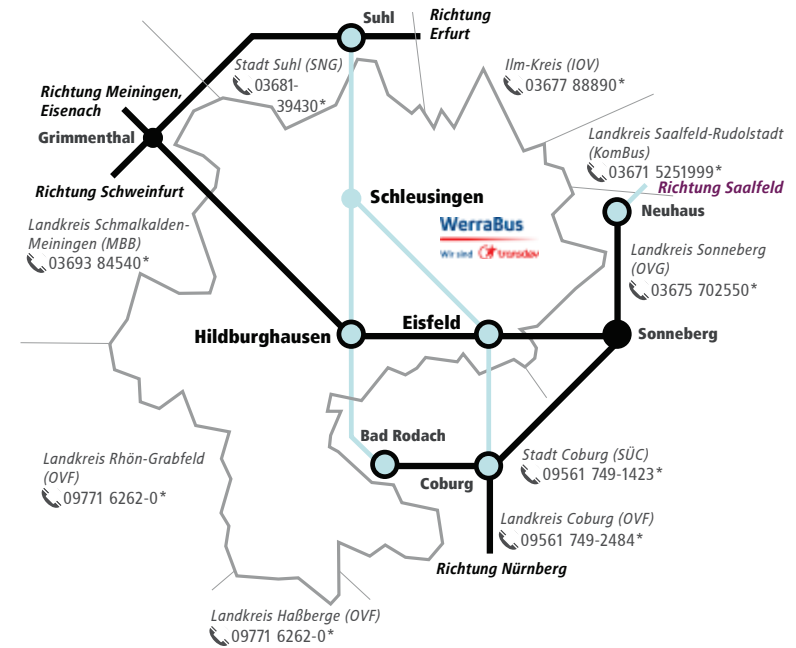 Suhl
Richtung
Erfurt
Stadt Suhl (SNG)
03681-
39430*
Ilm-Kreis (IOV)
03677 88890*
Richtung Meiningen,
Eisenach
Grimmenthal
Landkreis Saalfeld-Rudolstadt
(KomBus)
03671 5251999*
Richtung Saalfeld
Richtung Schweinfurt
Schleusingen
Neuhaus
Landkreis Schmalkalden-
Meiningen (MBB)
03693 84540*
WerraBus
Wir sind transdev
Landkreis Sonneberg
(OVG)
03675 702550*
Hildburghausen
Eisfeld
Sonneberg
Bad Rodach
Coburg
Landkreis Rhön-Grabfeld
(OVF)
09771 6262-0*
Stadt Coburg (SÜC)
09561 749-1423*
Landkreis Coburg (OVF)
09561 749-2484*
Richtung Nürnberg
Landkreis Haßberge (OVF)
09771 6262-0*